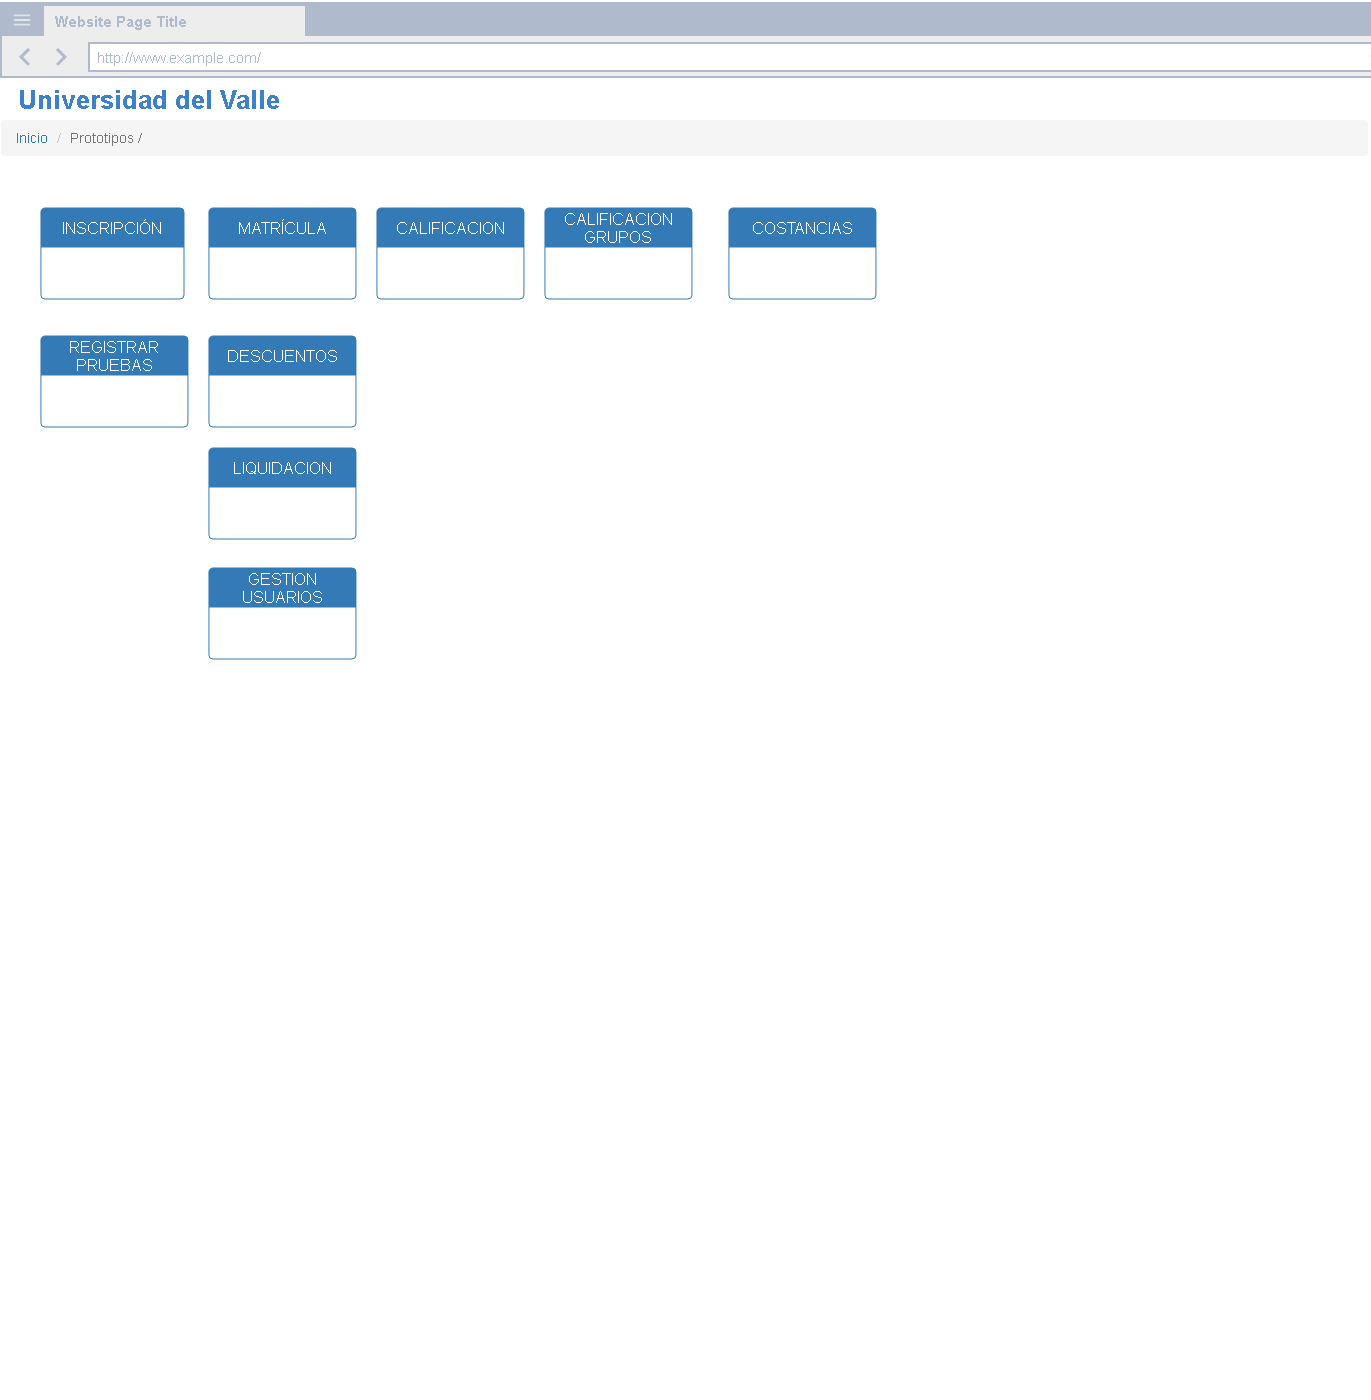 Website Page Title
http://www.example.com/
Universidad del Valle
Inicio / Prototipos /
INSCRIPCIÓN
MATRÍCULA
CALIFICACION
CALIFICACION
GRUPOS
COSTANCIAS
REGISTRAR
PRUEBAS
DESCUENTOS
LIQUIDACION
GESTION
USUARIOS